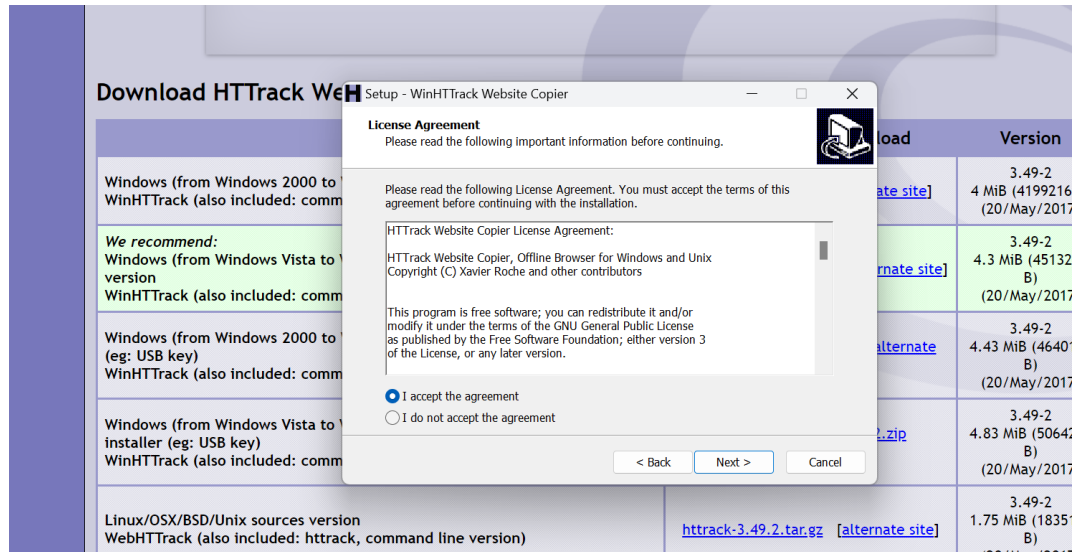 Download HTTrack We
Setup - WinHTTrack Website Copier
License Agreement
Please read the following important information before continuing.
Please read the following License Agreement. You must accept the terms of this
agreement before continuing with the installation.
HTTrack Website Copier License Agreement:
HTTrack Website Copier, Offline Browser for Windows and Unix
Copyright (C) Xavier Roche and other contributors
This program is free software; you can redistribute it and/or
modify it under the terms of the GNU General Public License
as published by the Free Software Foundation; either version 3
of the License, or any later version.
I accept the agreement
I do not accept the agreement
< Back
Next >
Cancel
load
Version
Windows (from Windows 2000 to
WinHTTrack (also included: comm
ate site]
3.49-2
4 MiB (4199216
(20/May/2017
We recommend:
Windows (from Windows Vista to
version
WinHTTrack (also included: comm
rnate site]
3.49-2
4.3 MiB (45132
B)
(20/May/2017
Windows (from Windows 2000 to
(eg: USB key)
WinHTTrack (also included: comm
alternate
3.49-2
4.43 MiB (46401
B)
(20/May/2017
Windows (from Windows Vista to
installer (eg: USB key)
WinHTTrack (also included: comm
.zip
3.49-2
4.83 MiB (50642
B)
(20/May/2017
Linux/OSX/BSD/Unix sources version
WebHTTrack (also included: httrack, command line version)
httrack-3.49.2.tar.gz [alternate site]
3.49-2
1.75 MiB (18351
B)